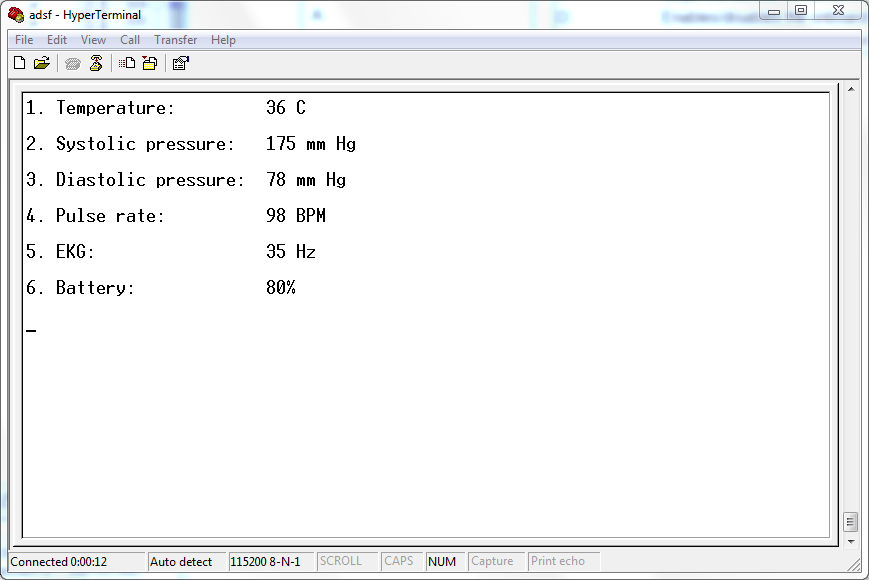 adsf - HyperTerminal
File Edit View Call Transfer Help
1. Temperature: 36 C
2. Systolic pressure: 175 mm Hg
3. Diastolic pressure: 78 mm Hg
4. Pulse rate: 98 BPM
5. EKG: 35 Hz
6. Battery: 80%
_
Connected 0:00:12 Auto detect 115200 8-N-1 SCROLL CAPS NUM Capture Print echo